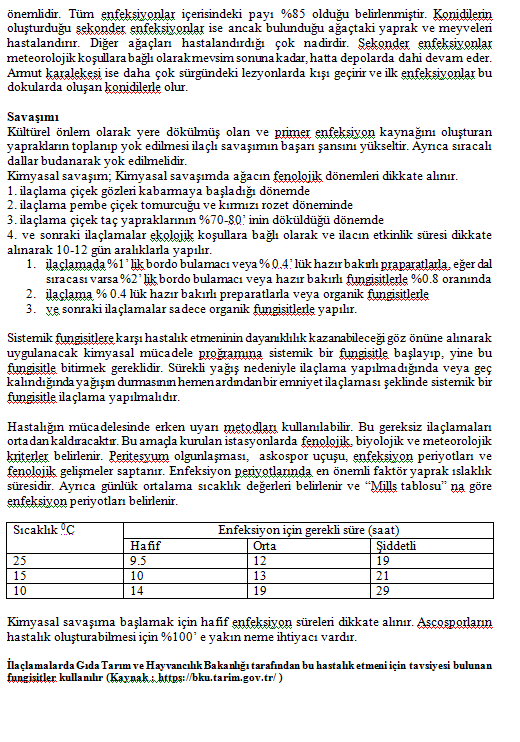 önemlidir. Tüm enfeksiyonlar içerisindeki payı %85 olduğu belirlenmiştir. Konidilerin
oluşturduğu sekonder enfeksiyonlar ise ancak bulunduğu ağaçtaki yaprak ve meyveleri
hastalandırır. Diğer ağaçları hastalandırdığı çok nadirdir. Sekonder enfeksiyonlar
meteorolojik koşullara bağlı olarak mevsim sonuna kadar, hatta depolarda dahi devam eder.
Armut karalekesi ise daha çok sürgündeki lezyonlarda kışı geçirir ve ilk enfeksiyonlar bu
dokularda oluşan konidilerle olur.
Savaşımı
Kültürel önlem olarak yere dökülmüş olan ve primer enfeksiyon kaynağını oluşturan
yaprakların toplanıp yok edilmesi ilaçlı savaşımın başarı şansını yükseltir. Ayrıca sıracalı
dallar budanarak yok edilmelidir.
Kimyasal savaşım; Kimyasal savaşımda ağacın fenolojik dönemleri dikkate alınır.
1. ilaçlama çiçek gözleri kabarmaya başladığı dönemde
2. ilaçlama pembe çiçek tomurcuğu ve kırmızı rozet döneminde
3. ilaçlama çiçek taç yapraklarının %70-80' inin döküldüğü dönemde
4. ve sonraki ilaçlamalar ekolojik koşullara bağlı olarak ve ilacın etkinlik süresi dikkate
alınarak 10-12 gün aralıklarla yapılır.
1. ilaçlamada %1' lik bordo bulamacı veya % 0.4' lük hazır bakırlı praparatlarla, eğer dal
sıracası varsa %2' lik bordo bulamacı veya hazır bakırlı fungisitlerle %0.8 oranında
2. ilaçlama % 0.4 lük hazır bakırlı preparatlarla veya organik fungisitlerle
3. ve sonraki ilaçlamalar sadece organik fungisitlerle yapılır.
Sistemik fungisitlere karşı hastalık etmeninin dayanıklılık kazanabileceği göz önüne alınarak
uygulanacak kimyasal mücadele proğramına sistemik bir fungisitle başlayıp, yine bu
fungisitle bitirmek gereklidir. Sürekli yağış nedeniyle ilaçlama yapılmadığında veya geç
kalındığında yağışın durmasının hemen ardından bir emniyet ilaçlaması şeklinde sistemik bir
fungisitle ilaçlama yapılmalıdır.
Hastalığın mücadelesinde erken uyarı metodları kullanılabilir. Bu gereksiz ilaçlamaları
ortadan kaldıracaktır. Bu amaçla kurulan istasyonlarda fenolojik, biyolojik ve meteorolojik
kriterler belirlenir. Peritesyum olgunlaşması, askospor uçuşu, enfeksiyon periyotları ve
fenolojik gelişmeler saptanır. Enfeksiyon periyotlarında en önemli faktör yaprak ıslaklık
süresidir. Ayrıca günlük ortalama sıcaklık değerleri belirlenir ve “Mills tablosu” na göre
enfeksiyon periyotları belirlenir.
Sıcaklık ⁰C Enfeksiyon için gerekli süre (saat)
Hafif Orta Şiddetli
25 9.5 12 19
15 10 13 21
10 14 19 29
Kimyasal savaşıma başlamak için hafif enfeksiyon süreleri dikkate alınır. Ascosporların
hastalık oluşturabilmesi için %100' e yakın neme ihtiyacı vardır.
İlaçlamalarda Gıda Tarım ve Hayvancılık Bakanlığı tarafından bu hastalık etmeni için tavsiyesi bulunan
fungisitler kullanılır (Kaynak : https://bku.tarim.gov.tr/ )